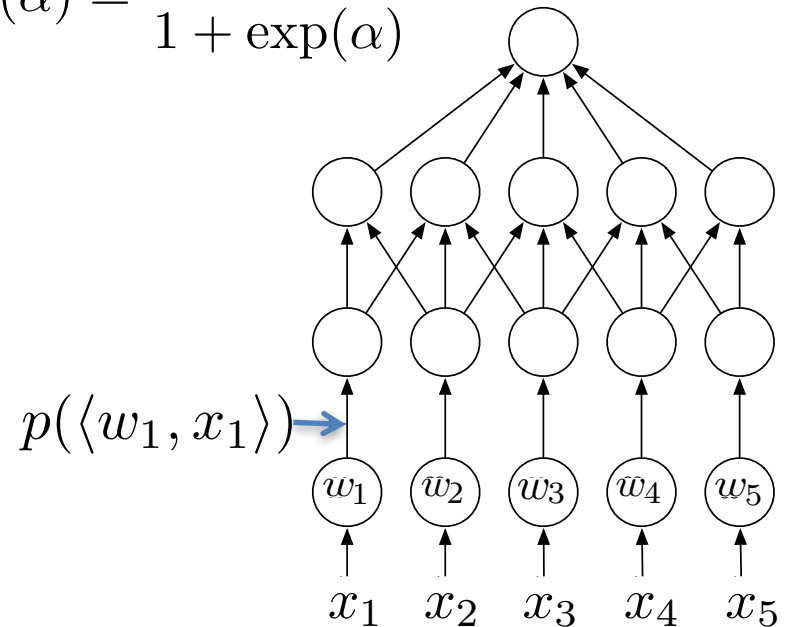 (α) =
1 + exp(α)
p(⟨w₁, x₁⟩)
w₁ w₂ w₃ w₄ w₅
x₁ x₂ x₃ x₄ x₅